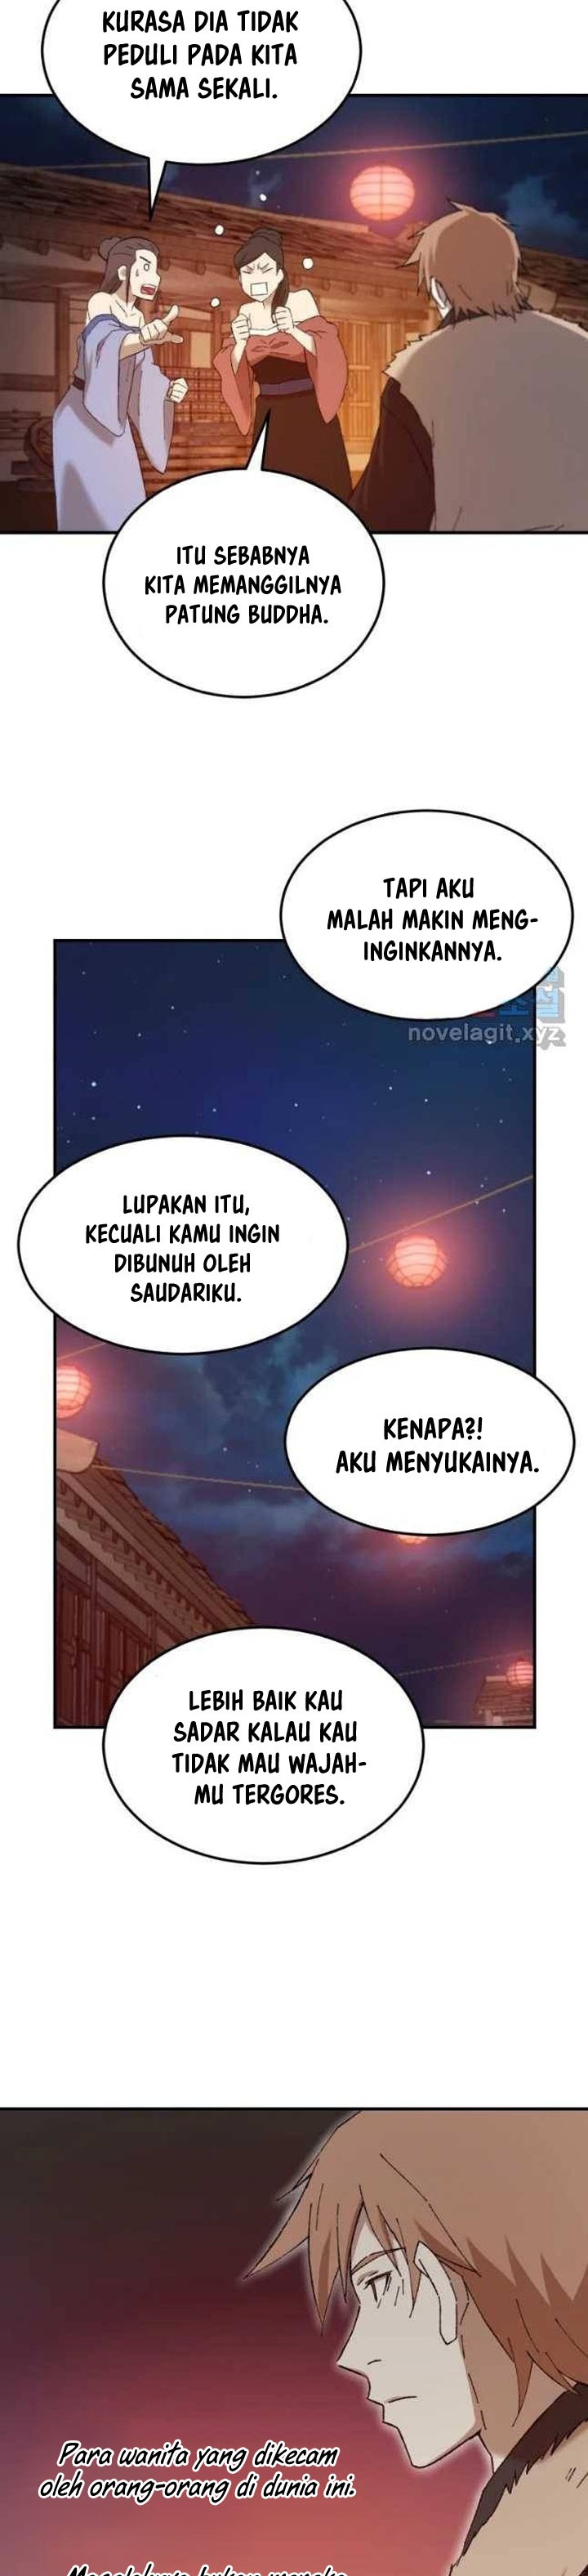 KURASA DIA TIDAK
PEDULI PADA KITA
SAMA SEKALI.
ITU SEBABNYA
KITA MEMANGGILNYA
PATUNG BUDDHA.
TAPI AKU
MALAH MAKIN MENG-
INGINKANNYA.
novelagit.xyz
LUPAKAN ITU,
KECUALI KAMU INGIN
DIBUNUH OLEH
SAUDARIKU.
KENAPA?!
AKU MENYUKAINYA.
LEBIH BAIK KAU
SADAR KALAU KAU
TIDAK MAU WAJAH-
MU TERGORES.
Para wanita yang dikecam
oleh orang-orang di dunia ini.